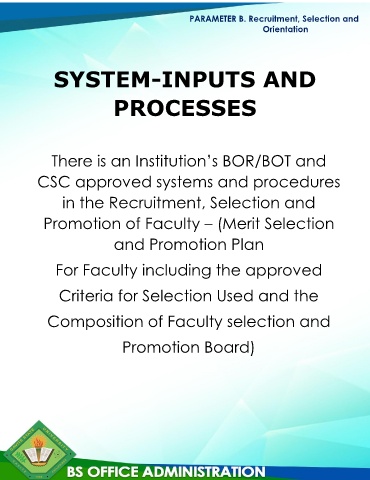 PARAMETER B. Recruitment, Selection and
Orientation
SYSTEM-INPUTS AND
PROCESSES
There is an Institution's BOR/BOT and
CSC approved systems and procedures
in the Recruitment, Selection and
Promotion of Faculty – (Merit Selection
and Promotion Plan
For Faculty including the approved
Criteria for Selection Used and the
Composition of Faculty selection and
Promotion Board)
BS OFFICE ADMINISTRATION